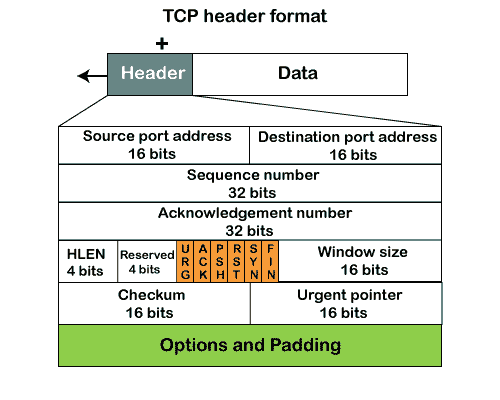 TCP header format
+
Header Data
Source port address Destination port address
16 bits 16 bits
Sequence number
32 bits
Acknowledgement number
32 bits
HLEN Reserved URG ACK PSH RST SYN FIN Window size
4 bits 4 bits 16 bits
Checkum Urgent pointer
16 bits 16 bits
Options and Padding